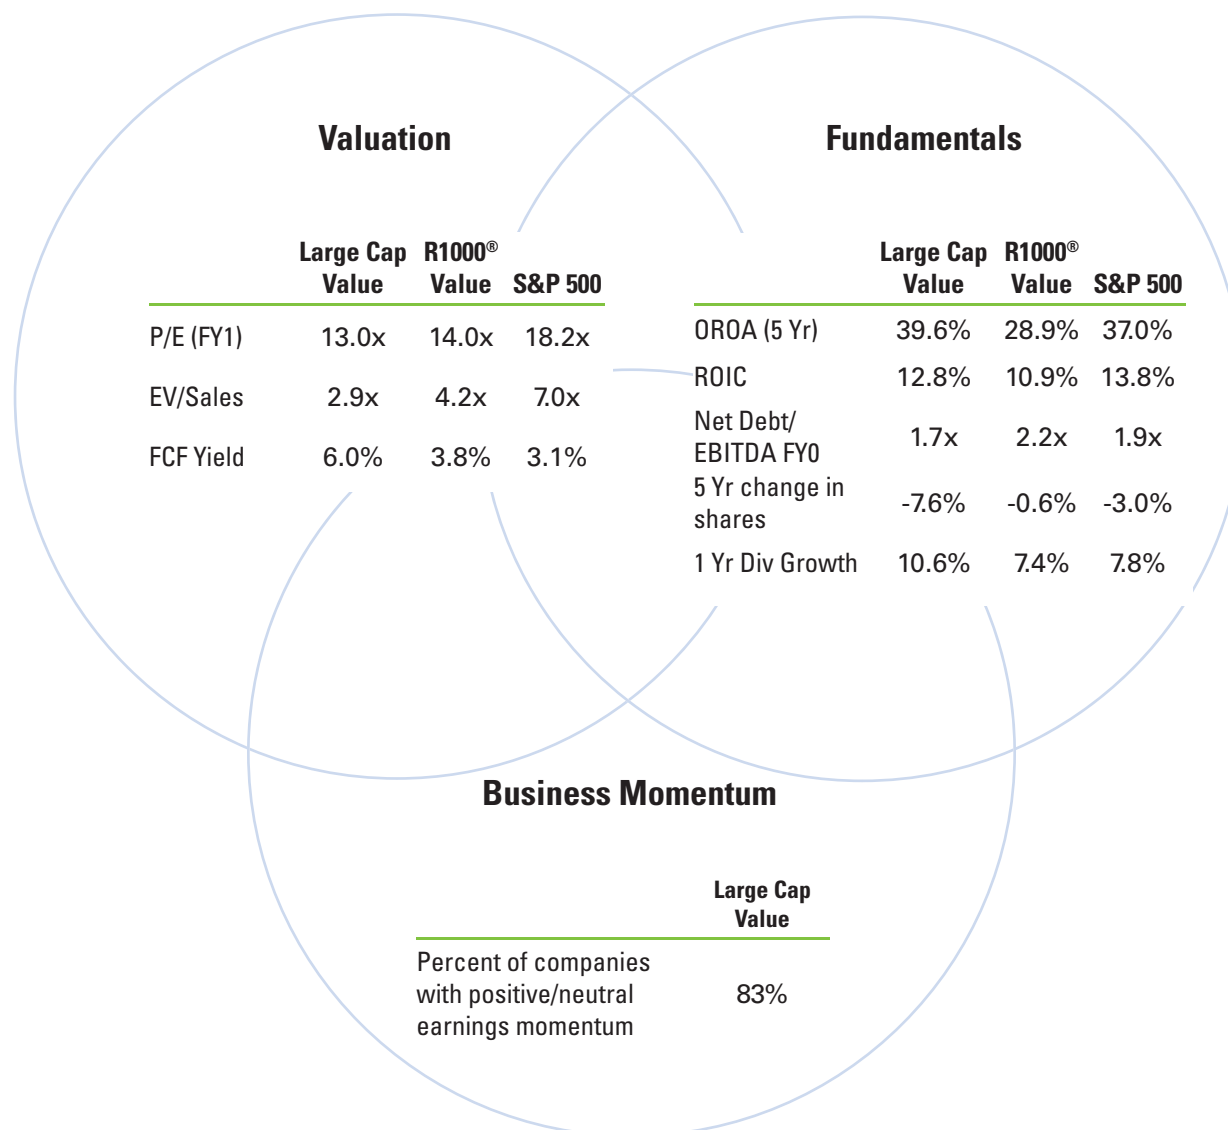 Valuation
Large Cap R1000®
Value Value S&P 500
P/E (FY1) 13.0x 14.0x 18.2x
EV/Sales 2.9x 4.2x 7.0x
FCF Yield 6.0% 3.8% 3.1%
Fundamentals
Large Cap R1000®
Value Value S&P 500
OROA (5 Yr) 39.6% 28.9% 37.0%
ROIC 12.8% 10.9% 13.8%
Net Debt/
EBITDA FY0 1.7x 2.2x 1.9x
5 Yr change in
shares -7.6% -0.6% -3.0%
1 Yr Div Growth 10.6% 7.4% 7.8%
Business Momentum
Large Cap
Value
Percent of companies
with positive/neutral 83%
earnings momentum